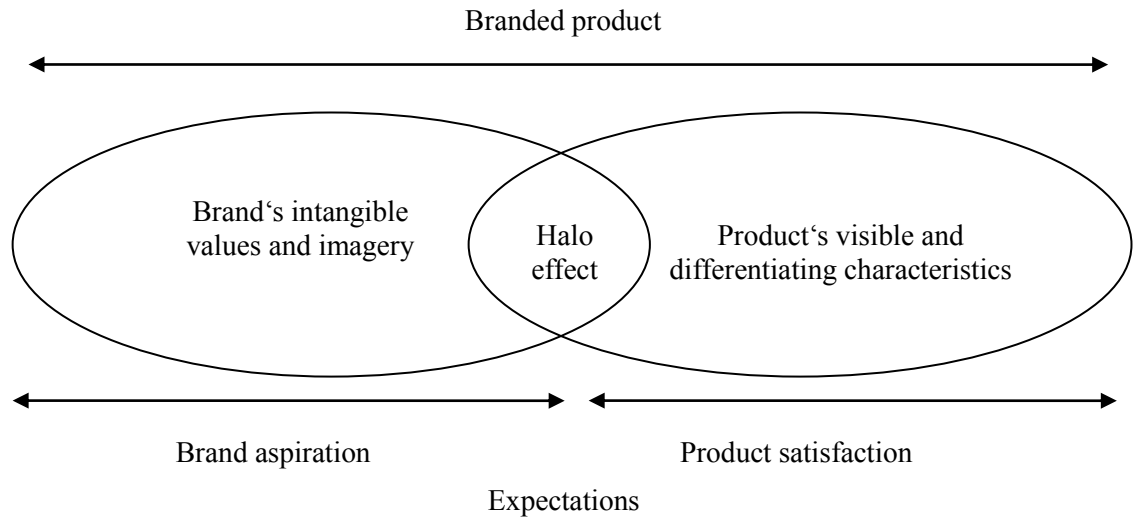 Branded product
Brand‘s intangible
values and imagery
Halo
effect
Product‘s visible and
differentiating characteristics
Brand aspiration
Product satisfaction
Expectations